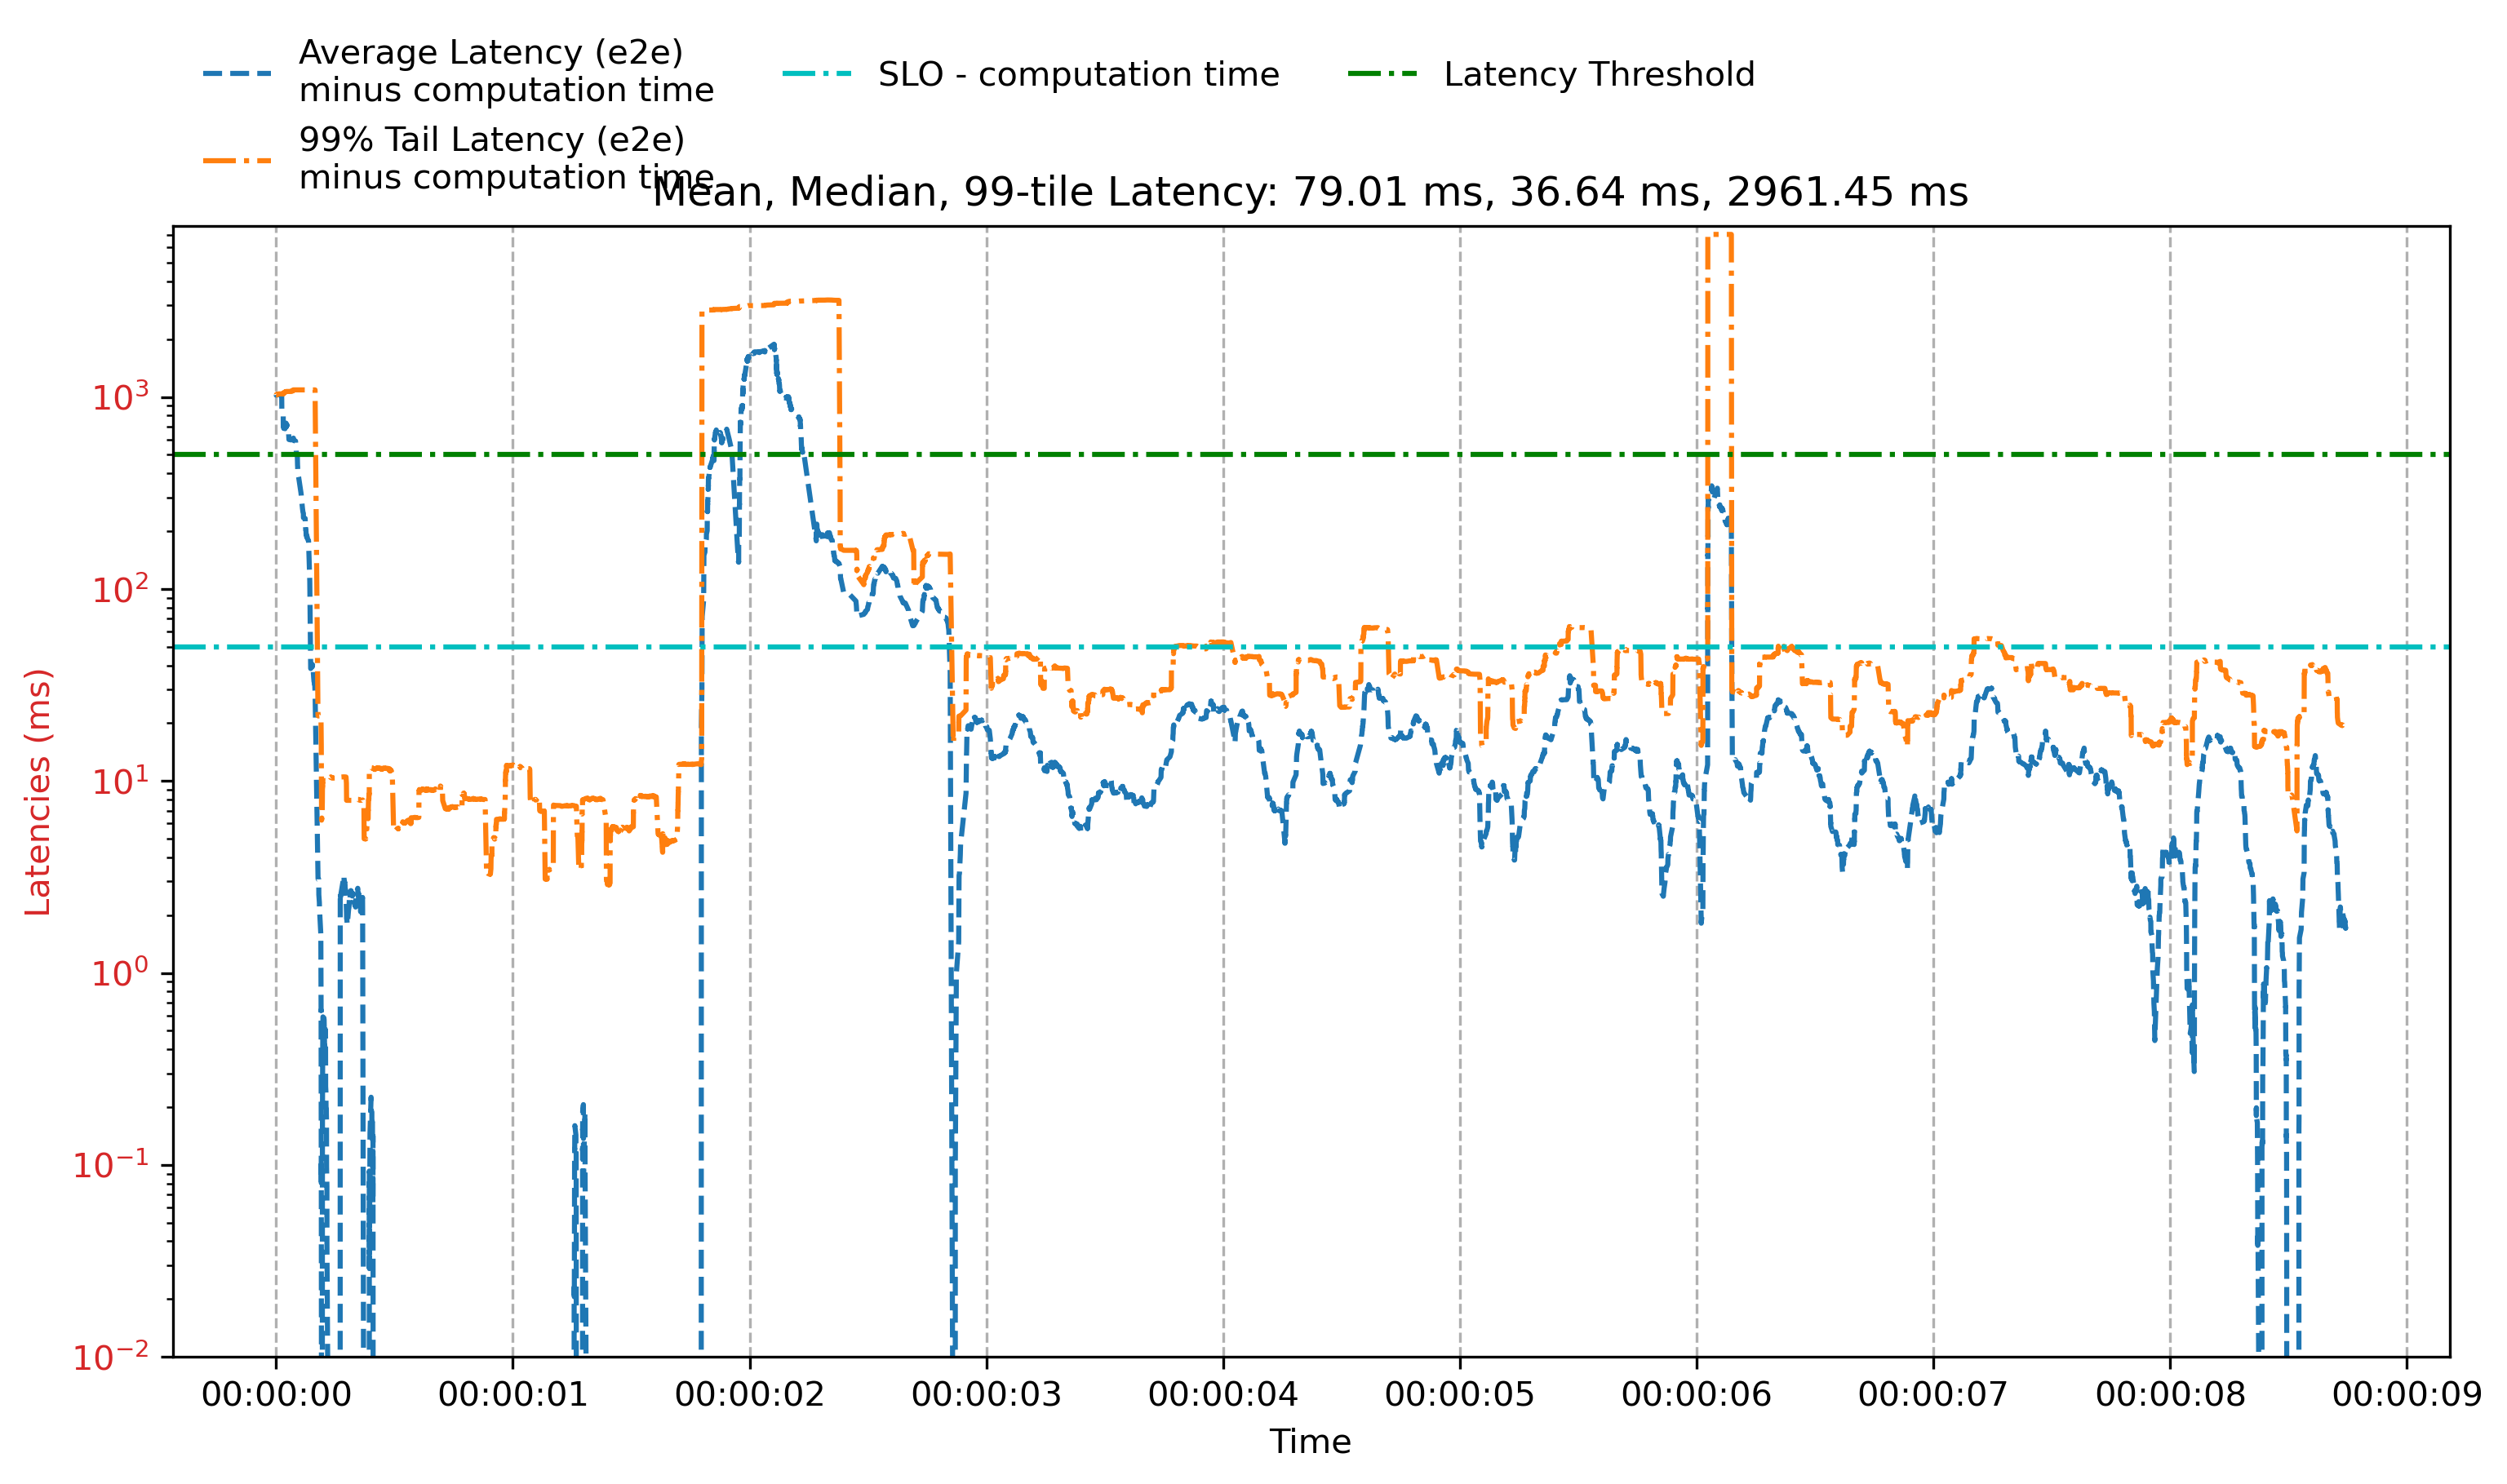 Average Latency (e2e)
minus computation time
99% Tail Latency (e2e)
minus computation time
SLO - computation time
Latency Threshold
Mean, Median, 99-tile Latency: 79.01 ms, 36.64 ms, 2961.45 ms
Latencies (ms)
10³
10²
10¹
10⁰
10⁻¹
10⁻²
00:00:00 00:00:01 00:00:02 00:00:03 00:00:04 00:00:05 00:00:06 00:00:07 00:00:08 00:00:09
Time